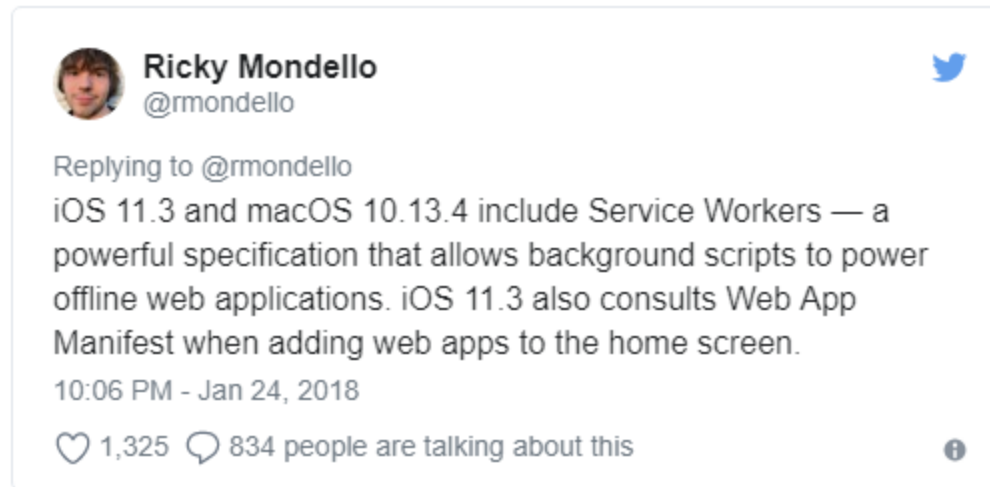 Ricky Mondello
@rmondello
Replying to @rmondello
iOS 11.3 and macOS 10.13.4 include Service Workers — a
powerful specification that allows background scripts to power
offline web applications. iOS 11.3 also consults Web App
Manifest when adding web apps to the home screen.
10:06 PM - Jan 24, 2018
1,325 834 people are talking about this